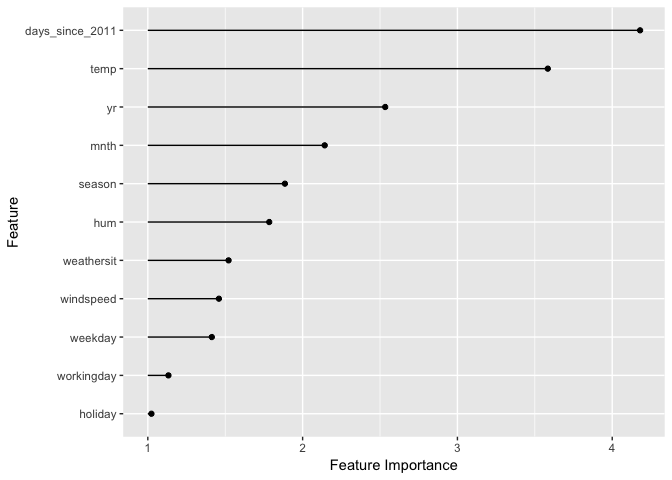 Feature
days_since_2011
temp
yr
mnth
season
hum
weathersit
windspeed
weekday
workingday
holiday
1 2 3 4
Feature Importance